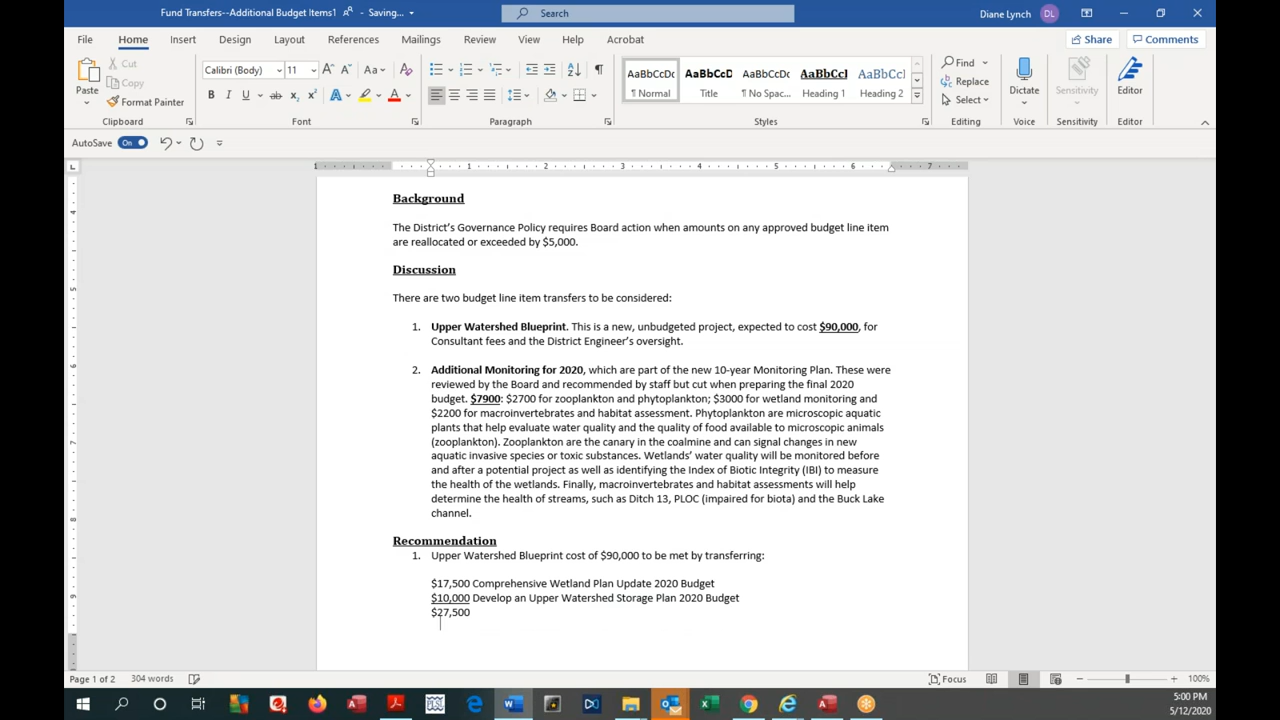 Fund Transfers--Additional Budget Items1 Saving...
Search
Diane Lynch DL
File Home Insert Design Layout References Mailings Review View Help Acrobat Share Comments
Paste
Cut
Copy
Format Painter
Calibri (Body) 11
AaBbCcDc Normal
AaBbCcD Title
AaBbCcDc No Spac...
AaBbCcI Heading 1
AaBbCcI Heading 2
Find
Replace
Select
Dictate
Sensitivity
Editor
Clipboard Font Paragraph Styles Editing Voice Sensitivity Editor
AutoSave On
1 1 2 3 4 5 6 7
Background
The District's Governance Policy requires Board action when amounts on any approved budget line item
are reallocated or exceeded by $5,000.
Discussion
There are two budget line item transfers to be considered:
1. Upper Watershed Blueprint. This is a new, unbudgeted project, expected to cost $90,000, for
Consultant fees and the District Engineer's oversight.
2. Additional Monitoring for 2020, which are part of the new 10-year Monitoring Plan. These were
reviewed by the Board and recommended by staff but cut when preparing the final 2020
budget. $7900: $2700 for zooplankton and phytoplankton; $3000 for wetland monitoring and
$2200 for macroinvertebrates and habitat assessment. Phytoplankton are microscopic aquatic
plants that help evaluate water quality and the quality of food available to microscopic animals
(zooplankton). Zooplankton are the canary in the coalmine and can signal changes in new
aquatic invasive species or toxic substances. Wetlands' water quality will be monitored before
and after a potential project as well as identifying the Index of Biotic Integrity (IBI) to measure
the health of the wetlands. Finally, macroinvertebrates and habitat assessments will help
determine the health of streams, such as Ditch 13, PLOC (impaired for biota) and the Buck Lake
channel.
Recommendation
1. Upper Watershed Blueprint cost of $90,000 to be met by transferring:
$17,500 Comprehensive Wetland Plan Update 2020 Budget
$10,000 Develop an Upper Watershed Storage Plan 2020 Budget
$27,500
Page 1 of 2 304 words Focus 100%
5:00 PM
5/12/2020